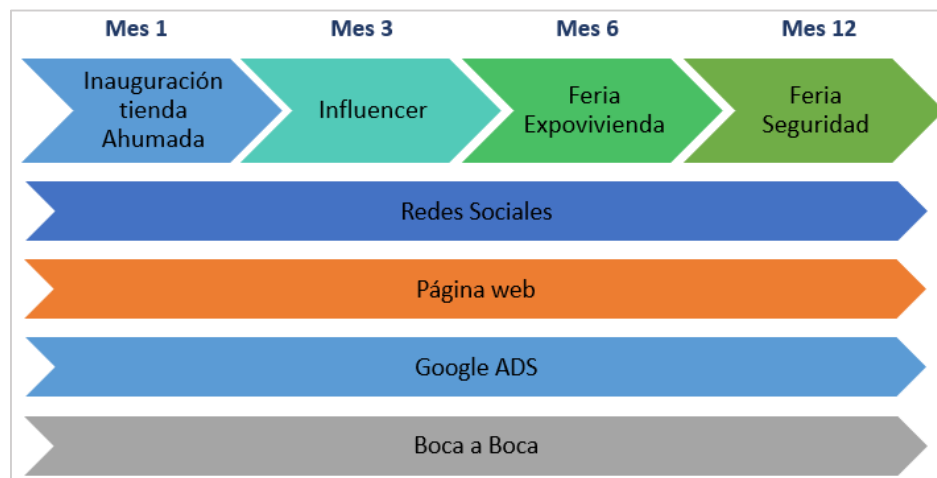 Mes 1
Mes 3
Mes 6
Mes 12
Inauguración
tienda
Ahumada
Influencer
Feria
Expovivienda
Feria
Seguridad
Redes Sociales
Página web
Google ADS
Boca a Boca